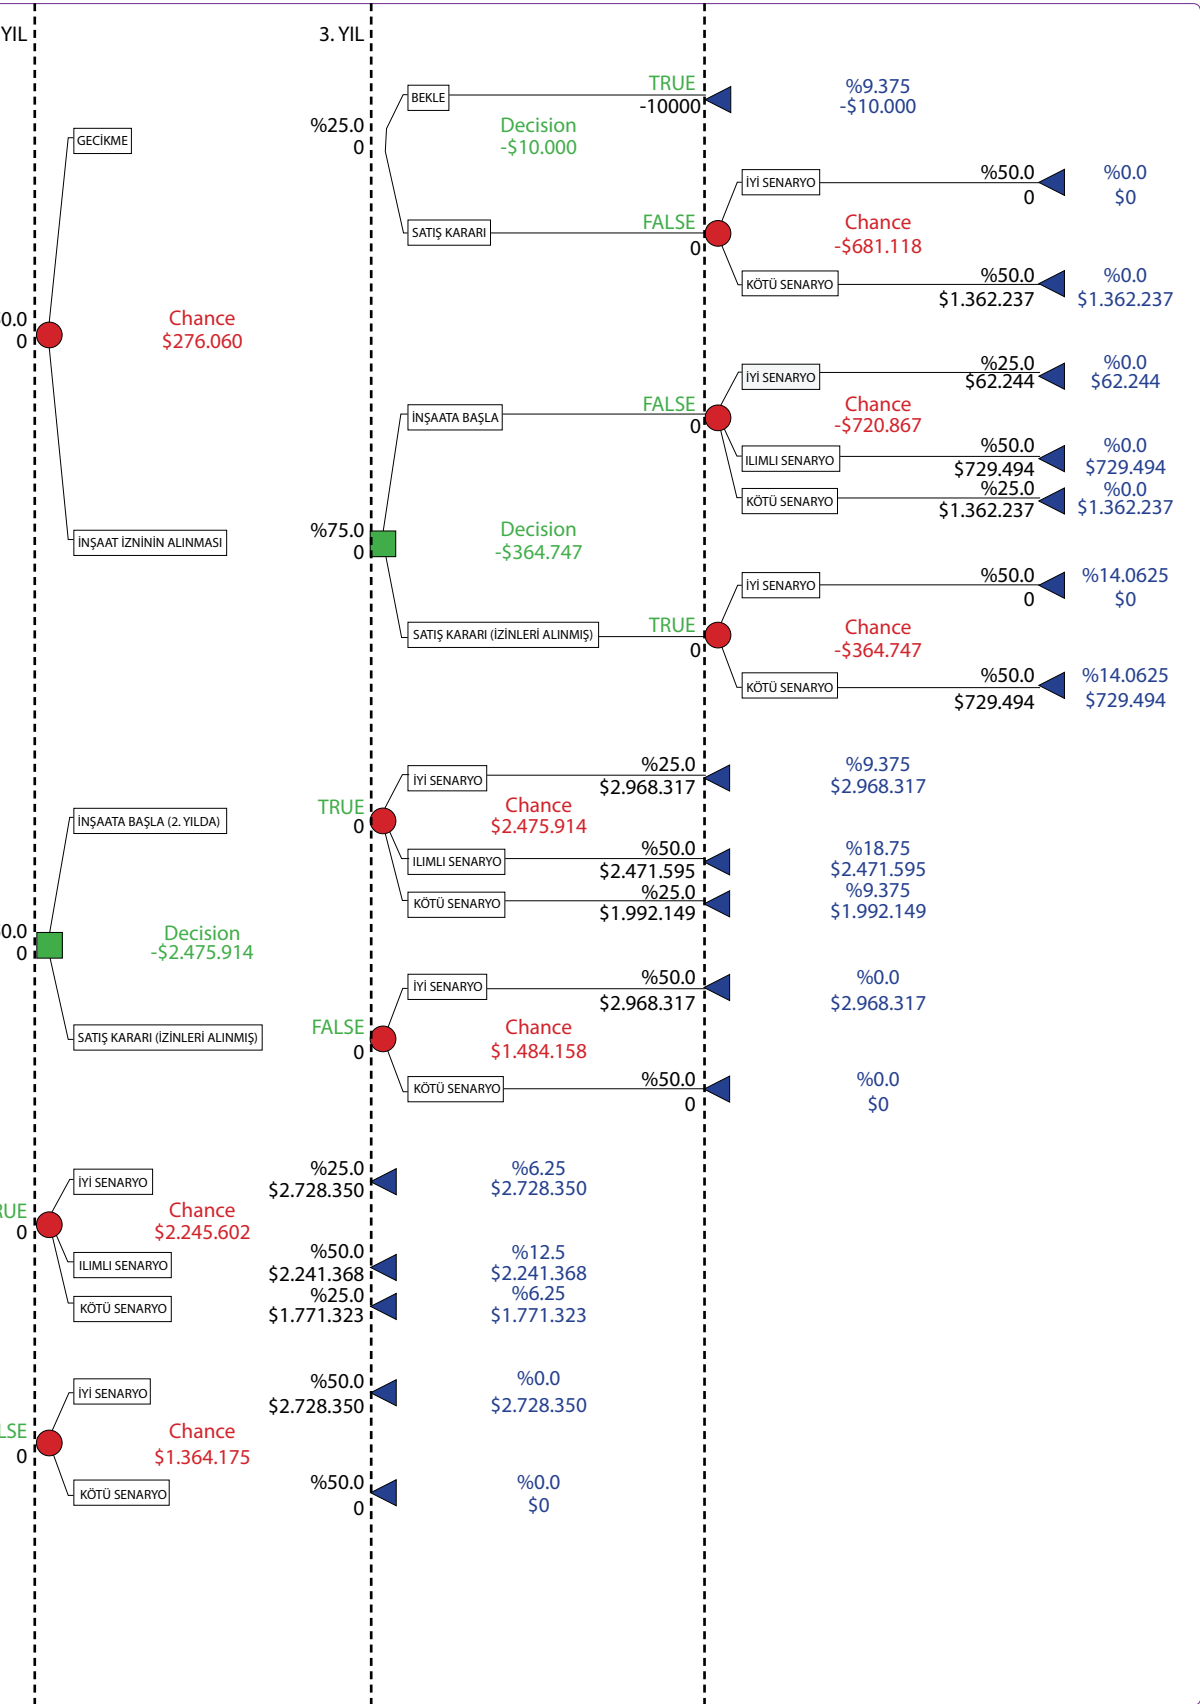 YIL
3. YIL
GECİKME
%25.0
0
BEKLE
TRUE
-10000
%9.375
-$10.000
Decision
-$10.000
SATIŞ KARARI
FALSE
0
İYİ SENARYO
%50.0
0
%0.0
$0
Chance
-$681.118
KÖTÜ SENARYO
%50.0
$1.362.237
%0.0
$1.362.237
0.0
0
Chance
$276.060
İNŞAATA BAŞLA
FALSE
0
İYİ SENARYO
%25.0
$62.244
%0.0
$62.244
Chance
-$720.867
ILIMLI SENARYO
%50.0
$729.494
%0.0
$729.494
KÖTÜ SENARYO
%25.0
$1.362.237
%0.0
$1.362.237
İNŞAAT İZNİNİN ALINMASI
%75.0
0
Decision
-$364.747
SATIŞ KARARI (İZİNLERİ ALINMIŞ)
TRUE
0
İYİ SENARYO
%50.0
0
%14.0625
$0
Chance
-$364.747
KÖTÜ SENARYO
%50.0
$729.494
%14.0625
$729.494
İNŞAATA BAŞLA (2. YILDA)
TRUE
0
İYİ SENARYO
%25.0
$2.968.317
%9.375
$2.968.317
Chance
$2.475.914
ILIMLI SENARYO
%50.0
$2.471.595
%18.75
$2.471.595
KÖTÜ SENARYO
%25.0
$1.992.149
%9.375
$1.992.149
0.0
0
Decision
-$2.475.914
SATIŞ KARARI (İZİNLERİ ALINMIŞ)
FALSE
0
İYİ SENARYO
%50.0
$2.968.317
%0.0
$2.968.317
Chance
$1.484.158
KÖTÜ SENARYO
%50.0
0
%0.0
$0
RUE
0
İYİ SENARYO
%25.0
$2.728.350
%6.25
$2.728.350
Chance
$2.245.602
ILIMLI SENARYO
%50.0
$2.241.368
%12.5
$2.241.368
KÖTÜ SENARYO
%25.0
$1.771.323
%6.25
$1.771.323
LSE
0
İYİ SENARYO
%50.0
$2.728.350
%0.0
$2.728.350
Chance
$1.364.175
KÖTÜ SENARYO
%50.0
0
%0.0
$0